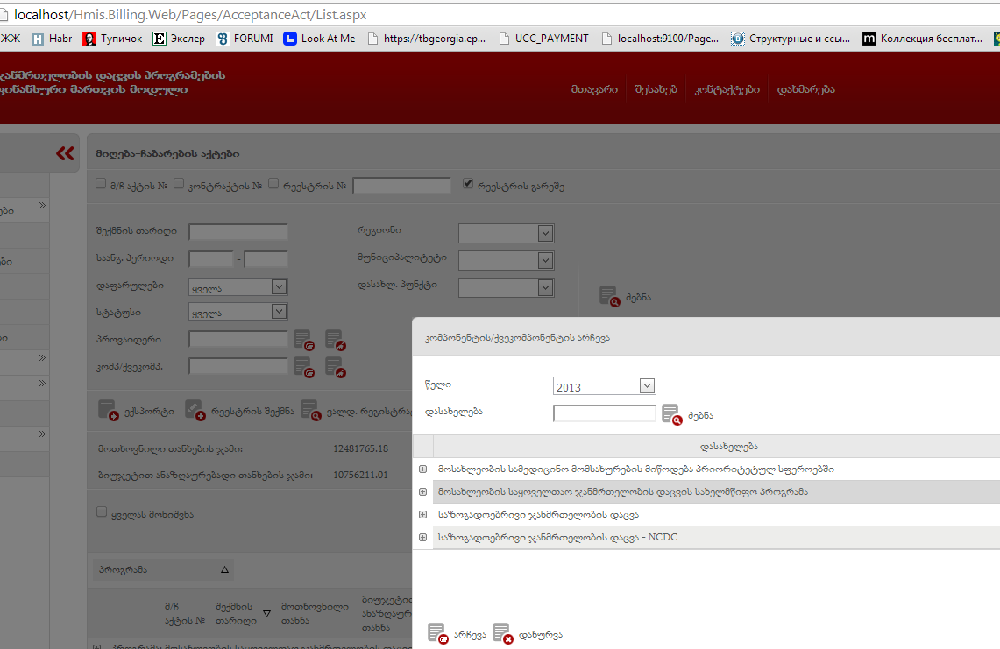 localhost/Hmis.Billing.Web/Pages/AcceptanceAct/List.aspx
ЖЖ Habr Тупичок Экслер FORUMI Look At Me https://tbgeorgia.ep... UCC_PAYMENT localhost:9100/Page... Структурные и ссы... Коллекция бесплат...
ჯანმრთელობის დაცვის პროგრამების
ფინანსური მართვის მოდული
მთავარი შესახებ კონტაქტები დახმარება
მიღება-ჩაბარების აქტები
მ/ჩ აქტის № კონტრაქტის № რეესტრის № რეესტრის გარეშე
შექმნის თარიღი რეგიონი
საანგ. პერიოდი - მუნიციპალიტეტი
დაფარულები ყველა დასახლ. პუნქტი
ძებნა
სტატუსი ყველა
პროვაიდერი
კომპ/ქვეკომპ.
ექსპორტი რეესტრის შექმნა ვალდ. რეგისტრაც
მოთხოვნილი თანხების ჯამი: 12481765.18
ბიუჯეტით ანაზღაურებადი თანხების ჯამი: 10756211.01
ყველას მონიშვნა
პროგრამა
მ/ჩ აქტის № შექმნის თარიღი მოთხოვნილი თანხა ბიუჯეტით ანაზღაურ თანხა
კომპონენტის/ქვეკომპონენტის არჩევა
წელი 2013
დასახელება ძებნა
დასახელება
მოსახლეობის სამედიცინო მომსახურების მიწოდება პრიორიტეტულ სფეროებში
მოსახლეობის საყოველთაო ჯანმრთელობის დაცვის სახელმწიფო პროგრამა
საზოგადოებრივი ჯანმრთელობის დაცვა
საზოგადოებრივი ჯანმრთელობის დაცვა - NCDC
არჩევა დახურვა